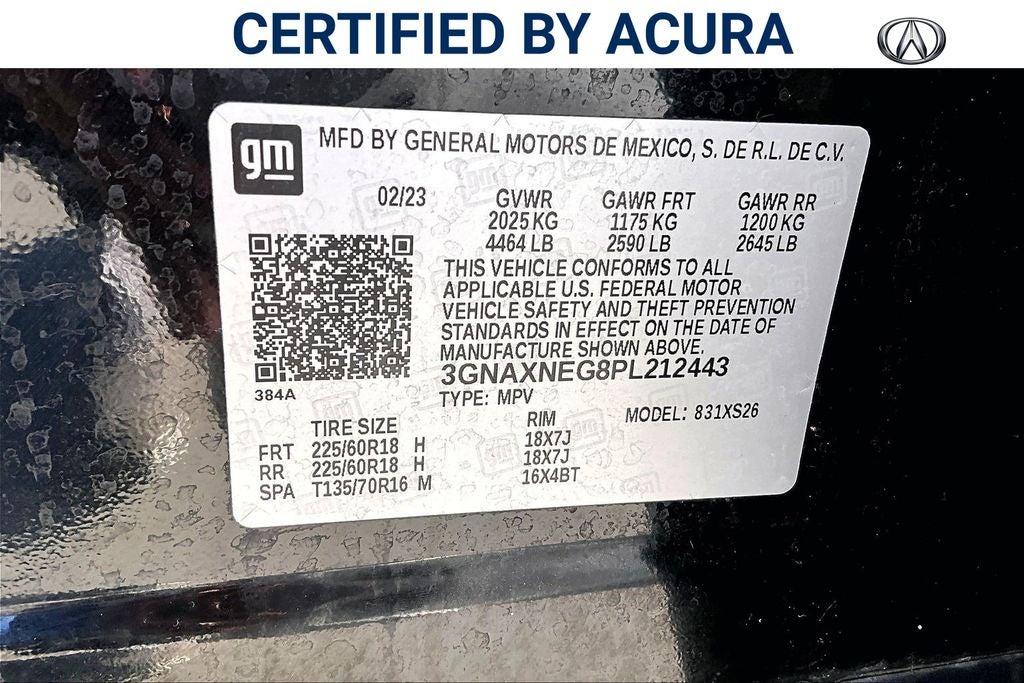 CERTIFIED BY ACURA
gm
MFD BY GENERAL MOTORS DE MEXICO, S. DE R.L. DE C.V.
02/23 GVWR GAWR FRT GAWR RR
2025 KG 1175 KG 1200 KG
4464 LB 2590 LB 2645 LB
THIS VEHICLE CONFORMS TO ALL
APPLICABLE U.S. FEDERAL MOTOR
VEHICLE SAFETY AND THEFT PREVENTION
STANDARDS IN EFFECT ON THE DATE OF
MANUFACTURE SHOWN ABOVE.
3GNAXNEG8PL212443
384A TYPE: MPV MODEL: 831XS26
TIRE SIZE RIM
FRT 225/60R18 H 18X7J
RR 225/60R18 H 18X7J
SPA T135/70R16 M 16X4BT